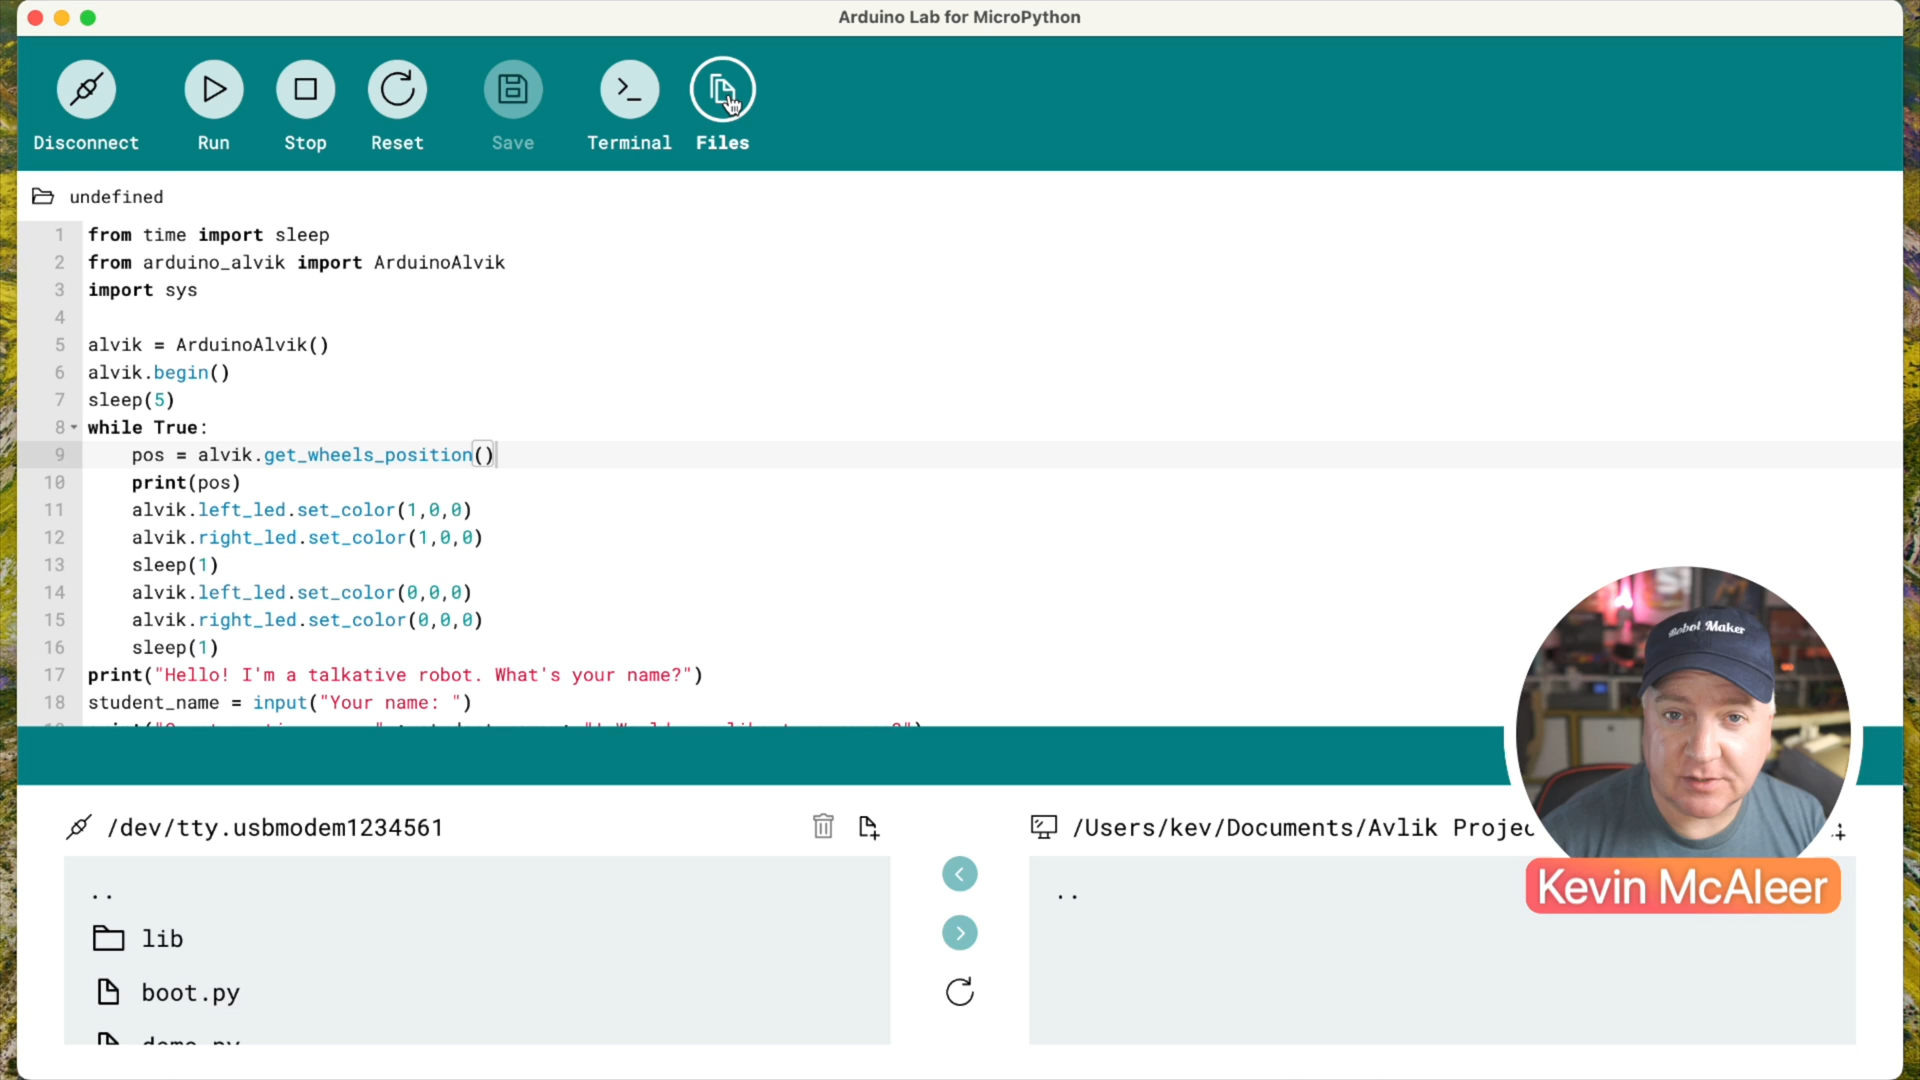 Arduino Lab for MicroPython
Disconnect
Run
Stop
Reset
Save
Terminal
Files
undefined
1 from time import sleep
2 from arduino_alvik import ArduinoAlvik
3 import sys
4
5 alvik = ArduinoAlvik()
6 alvik.begin()
7 sleep(5)
8 while True:
9 pos = alvik.get_wheels_position()
10 print(pos)
11 alvik.left_led.set_color(1,0,0)
12 alvik.right_led.set_color(1,0,0)
13 sleep(1)
14 alvik.left_led.set_color(0,0,0)
15 alvik.right_led.set_color(0,0,0)
16 sleep(1)
17 print("Hello! I'm a talkative robot. What's your name?")
18 student_name = input("Your name: ")
Robot Maker
/dev/tty.usbmodem1234561
/Users/kev/Documents/Avlik Projec
..
lib
boot.py
demo.py
..
Kevin McAleer